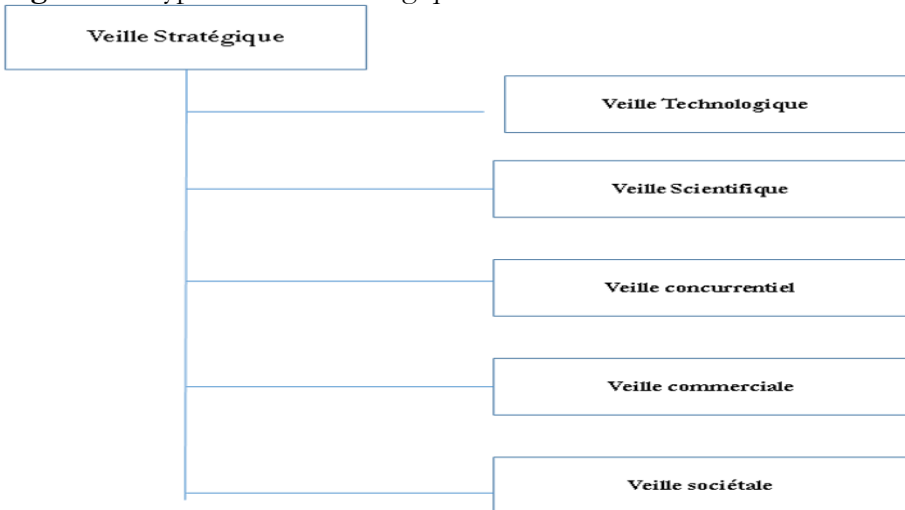 Veille Stratégique
Veille Technologique
Veille Scientifique
Veille concurrentiel
Veille commerciale
Veille sociétale